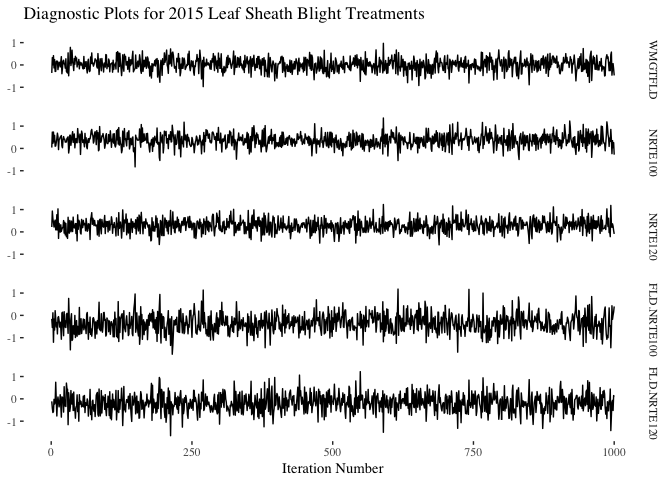 Diagnostic Plots for 2015 Leaf Sheath Blight Treatments
1
0
-1
WMGTFLD
1
0
-1
NRTE100
1
0
-1
NRTE120
1
0
-1
FLD.NRTE100
1
0
-1
FLD.NRTE120
0 250 500 750 1000
Iteration Number